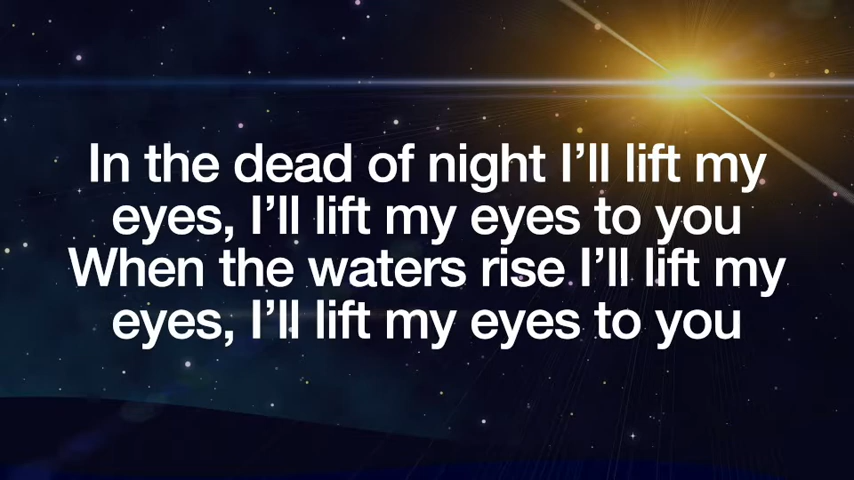 In the dead of night I’ll lift my
eyes, I’ll lift my eyes to you
When the waters rise I’ll lift my
eyes, I’ll lift my eyes to you